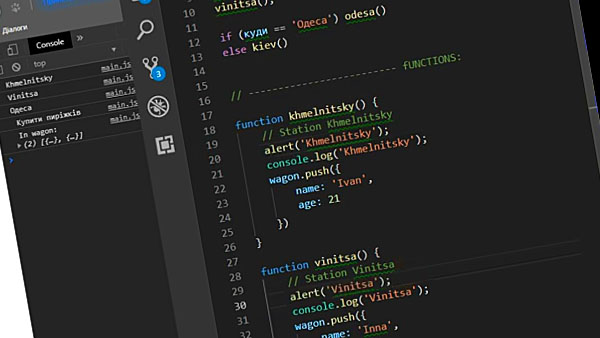 Діалоги
Console
top
Khmelnitsky main.js
Vinitsa main.js
Одеса main.js
Купити пиріжків main.js
In wagon: main.js
(2) [{…}, {…}]
3
10 vinitsa();
11
12 if (куди == 'Одеса') odesa()
13 else kiev()
14
15
16 // ----------------------- fUNCTIONS:
17
18 function khmelnitsky() {
19 // Station Khmelnitsky
20 alert('Khmelnitsky');
21 console.log('Khmelnitsky');
22 wagon.push({
23 name: 'Ivan',
24 age: 21
25 })
26 }
27
28 function vinitsa() {
29 // Station Vinitsa
30 alert('Vinitsa');
31 console.log('Vinitsa');
32 wagon.push({
name: 'Inna',